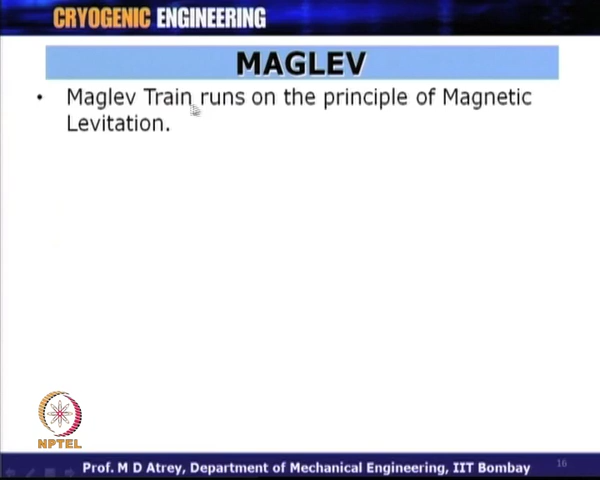 CRYOGENIC ENGINEERING
MAGLEV
• Maglev Train runs on the principle of Magnetic
Levitation.
NPTEL
Prof. M D Atrey, Department of Mechanical Engineering, IIT Bombay
16